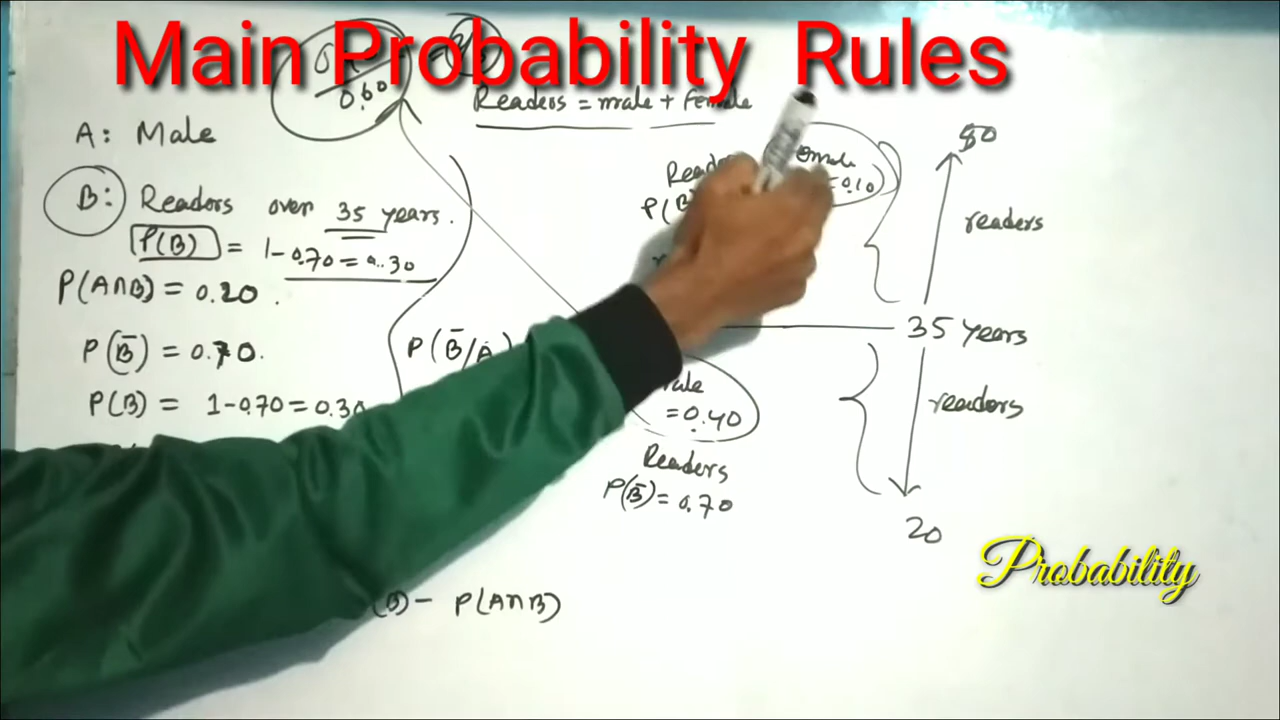 Main Probability Rules
0.60
Readers = male + female
A: Male
B: Readers over 35 years.
P(B) = 1-0.70 = 0.30
P(A∩B) = 0.20.
P(B̄) = 0.70.
P(B) = 1-0.70 = 0.30
P(B̄/A)
= 0.10
80
readers
35 years
readers
20
= 0.40
Readers
P(B̄) = 0.70
(B) - P(A∩B)
Probability